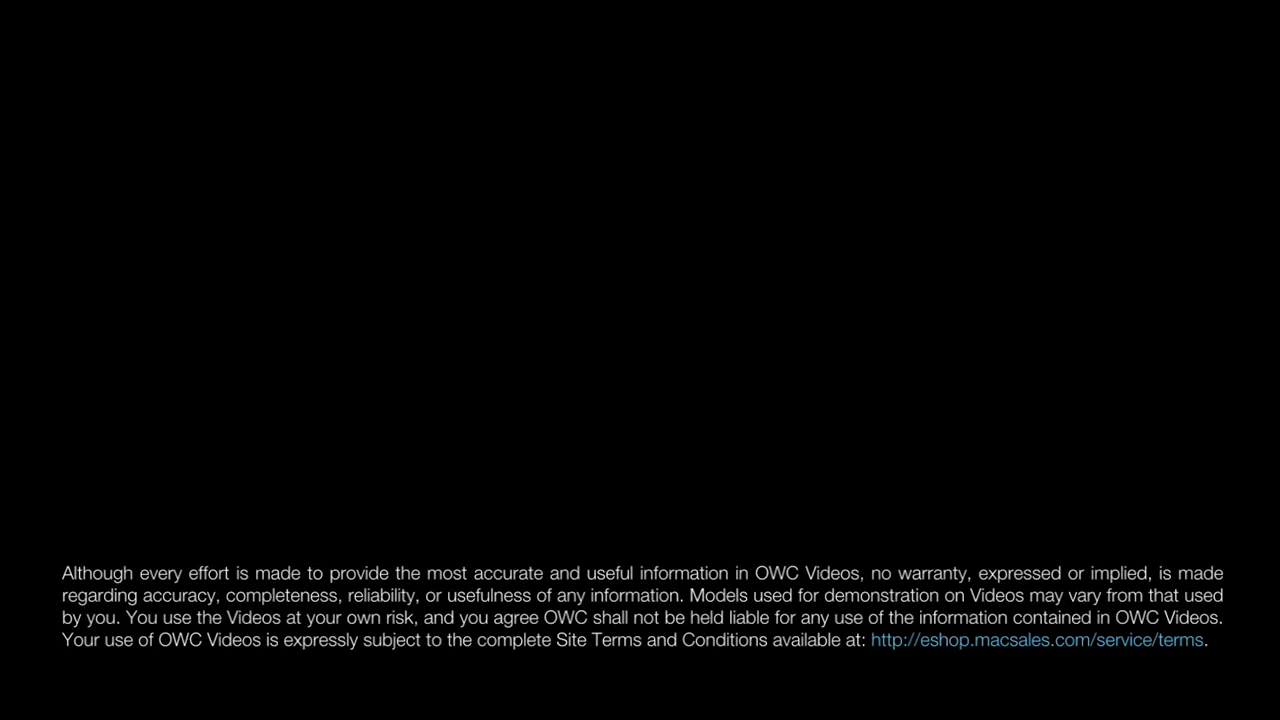 Although every effort is made to provide the most accurate and useful information in OWC Videos, no warranty, expressed or implied, is made
regarding accuracy, completeness, reliability, or usefulness of any information. Models used for demonstration on Videos may vary from that used
by you. You use the Videos at your own risk, and you agree OWC shall not be held liable for any use of the information contained in OWC Videos.
Your use of OWC Videos is expressly subject to the complete Site Terms and Conditions available at: http://eshop.macsales.com/service/terms.